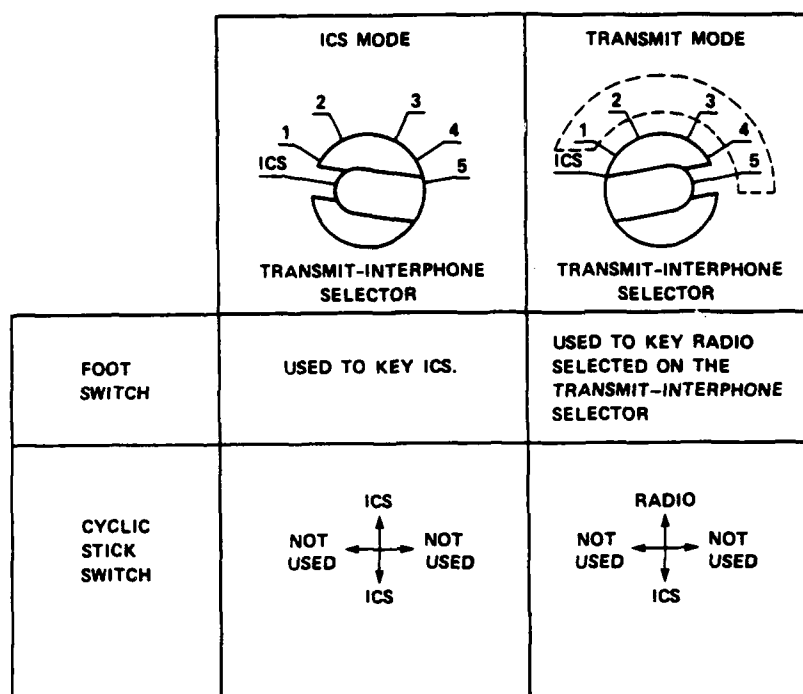 ICS MODE
TRANSMIT MODE
1
2
3
4
5
ICS
1
2
3
4
5
ICS
TRANSMIT-INTERPHONE
SELECTOR
TRANSMIT-INTERPHONE
SELECTOR
FOOT
SWITCH
USED TO KEY ICS.
USED TO KEY RADIO
SELECTED ON THE
TRANSMIT-INTERPHONE
SELECTOR
CYCLIC
STICK
SWITCH
ICS
NOT
USED
NOT
USED
ICS
RADIO
NOT
USED
NOT
USED
ICS